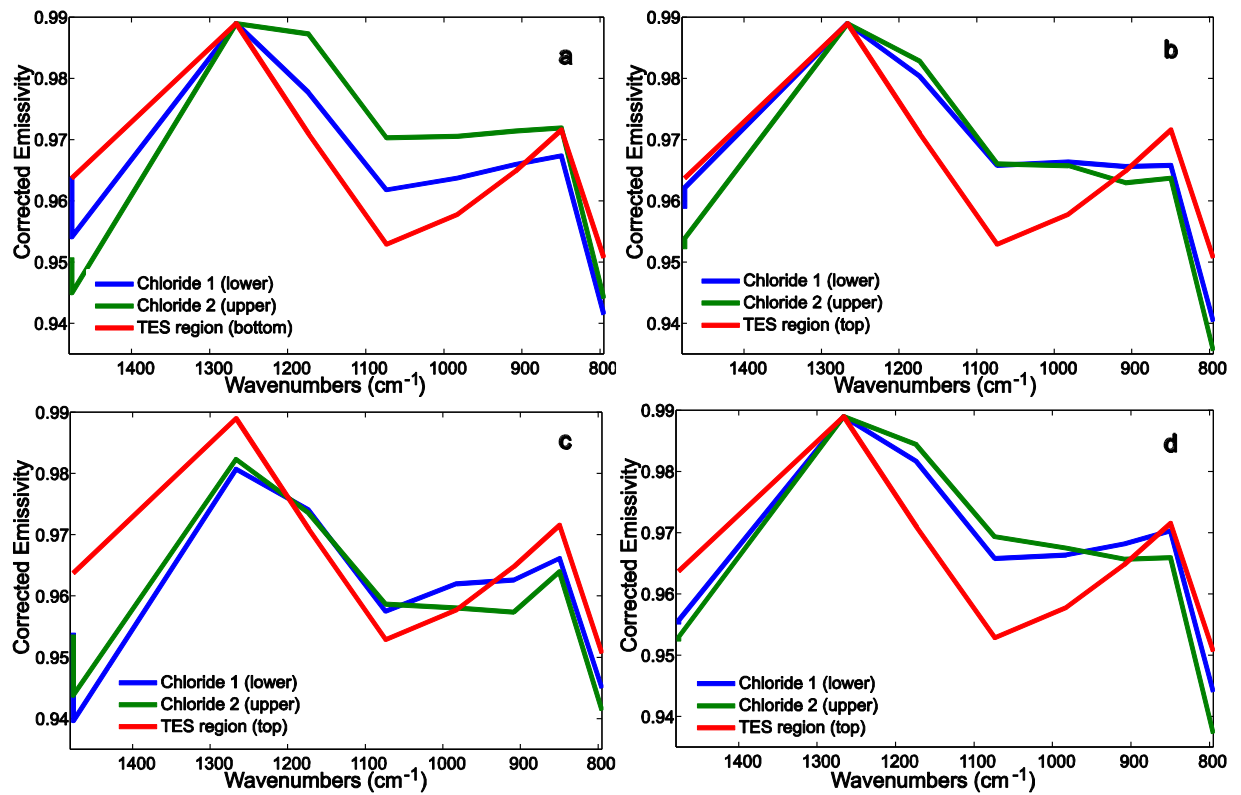 a
Corrected Emissivity
0.99
0.98
0.97
0.96
0.95
0.94
Chloride 1 (lower)
Chloride 2 (upper)
TES region (bottom)
1400 1300 1200 1100 1000 900 800
Wavenumbers (cm⁻¹)
b
Corrected Emissivity
0.99
0.98
0.97
0.96
0.95
0.94
Chloride 1 (lower)
Chloride 2 (upper)
TES region (top)
1400 1300 1200 1100 1000 900 800
Wavenumbers (cm⁻¹)
c
Corrected Emissivity
0.99
0.98
0.97
0.96
0.95
0.94
Chloride 1 (lower)
Chloride 2 (upper)
TES region (top)
1400 1300 1200 1100 1000 900 800
Wavenumbers (cm⁻¹)
d
Corrected Emissivity
0.99
0.98
0.97
0.96
0.95
0.94
Chloride 1 (lower)
Chloride 2 (upper)
TES region (top)
1400 1300 1200 1100 1000 900 800
Wavenumbers (cm⁻¹)